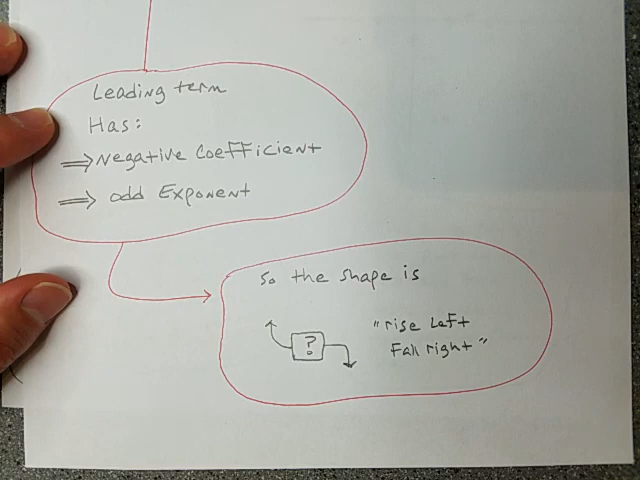 Leading term
Has:
⇒ Negative Coefficient
⇒ odd Exponent
So the shape is
?
"rise Left
Fall right"